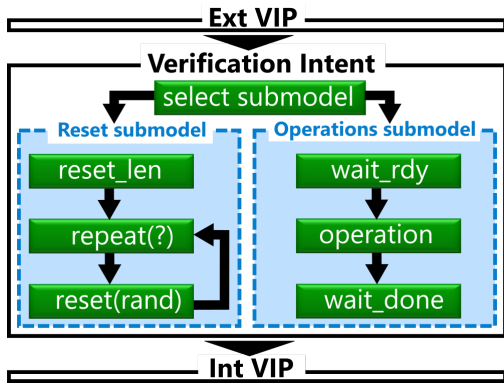 Ext VIP
Verification Intent
select submodel
Reset submodel
reset_len
repeat(?)
reset(rand)
Operations submodel
wait_rdy
operation
wait_done
Int VIP